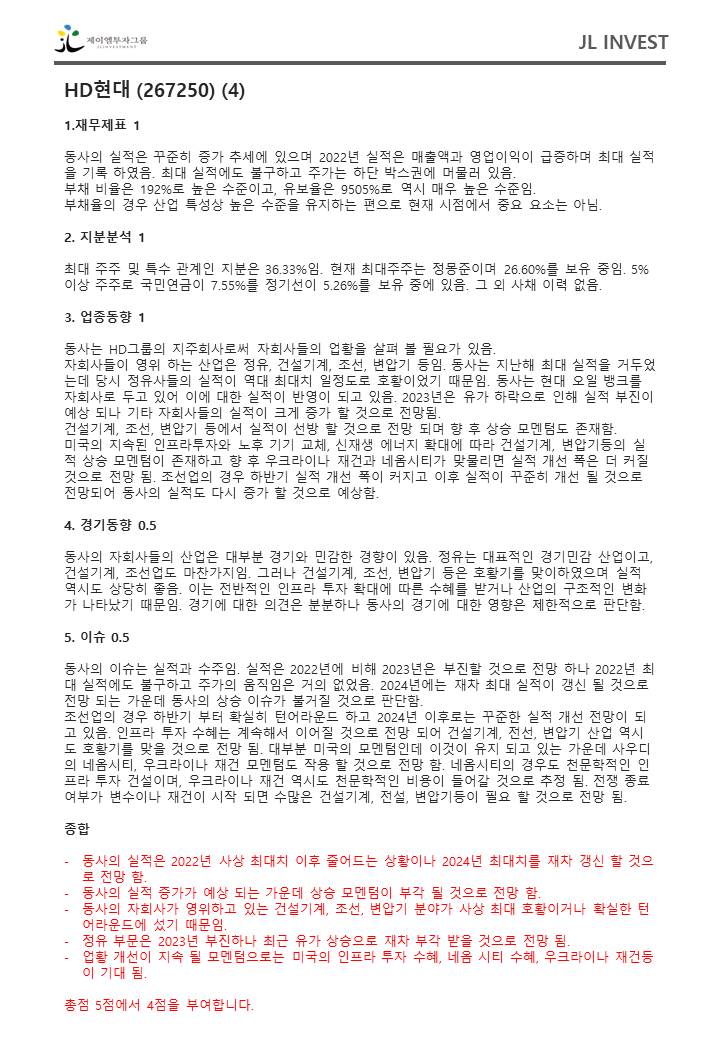 제이엘투자그룹
JL INVESTMENT
JL INVEST
HD현대 (267250) (4)
1.재무제표 1
동사의 실적은 꾸준히 증가 추세에 있으며 2022년 실적은 매출액과 영업이익이 급증하며 최대 실적
을 기록 하였음. 최대 실적에도 불구하고 주가는 하단 박스권에 머물러 있음.
부채 비율은 192%로 높은 수준이고, 유보율은 9505%로 역시 매우 높은 수준임.
부채율의 경우 산업 특성상 높은 수준을 유지하는 편으로 현재 시점에서 중요 요소는 아님.
2. 지분분석 1
최대 주주 및 특수 관계인 지분은 36.33%임. 현재 최대주주는 정몽준이며 26.60%를 보유 중임. 5%
이상 주주로 국민연금이 7.55%를 정기선이 5.26%를 보유 중에 있음. 그 외 사채 이력 없음.
3. 업종동향 1
동사는 HD그룹의 지주회사로써 자회사들의 업황을 살펴 볼 필요가 있음.
자회사들이 영위 하는 산업은 정유, 건설기계, 조선, 변압기 등임. 동사는 지난해 최대 실적을 거두었
는데 당시 정유사들의 실적이 역대 최대치 일정도로 호황이었기 때문임. 동사는 현대 오일 뱅크를
자회사로 두고 있어 이에 대한 실적이 반영이 되고 있음. 2023년은 유가 하락으로 인해 실적 부진이
예상 되나 기타 자회사들의 실적이 크게 증가 할 것으로 전망됨.
건설기계, 조선, 변압기 등에서 실적이 선방 할 것으로 전망 되며 향 후 상승 모멘텀도 존재함.
미국의 지속된 인프라투자와 노후 기기 교체, 신재생 에너지 확대에 따라 건설기계, 변압기등의 실
적 상승 모멘텀이 존재하고 향 후 우크라이나 재건과 네옴시티가 맞물리면 실적 개선 폭은 더 커질
것으로 전망 됨. 조선업의 경우 하반기 실적 개선 폭이 커지고 이후 실적이 꾸준히 개선 될 것으로
전망되어 동사의 실적도 다시 증가 할 것으로 예상함.
4. 경기동향 0.5
동사의 자회사들의 산업은 대부분 경기와 민감한 경향이 있음. 정유는 대표적인 경기민감 산업이고,
건설기계, 조선업도 마찬가지임. 그러나 건설기계, 조선, 변압기 등은 호황기를 맞이하였으며 실적
역시도 상당히 좋음. 이는 전반적인 인프라 투자 확대에 따른 수혜를 받거나 산업의 구조적인 변화
가 나타났기 때문임. 경기에 대한 의견은 분분하나 동사의 경기에 대한 영향은 제한적으로 판단함.
5. 이슈 0.5
동사의 이슈는 실적과 수주임. 실적은 2022년에 비해 2023년은 부진할 것으로 전망 하나 2022년 최
대 실적에도 불구하고 주가의 움직임은 거의 없었음. 2024년에는 재차 최대 실적이 갱신 될 것으로
전망 되는 가운데 동사의 상승 이슈가 불거질 것으로 판단함.
조선업의 경우 하반기 부터 확실히 턴어라운드 하고 2024년 이후로는 꾸준한 실적 개선 전망이 되
고 있음. 인프라 투자 수혜는 계속해서 이어질 것으로 전망 되어 건설기계, 전선, 변압기 산업 역시
도 호황기를 맞을 것으로 전망 됨. 대부분 미국의 모멘텀인데 이것이 유지 되고 있는 가운데 사우디
의 네옴시티, 우크라이나 재건 모멘텀도 작용 할 것으로 전망 함. 네옴시티의 경우도 천문학적인 인
프라 투자 건설이며, 우크라이나 재건 역시도 천문학적인 비용이 들어갈 것으로 추정 됨. 전쟁 종료
여부가 변수이나 재건이 시작 되면 수많은 건설기계, 전설, 변압기등이 필요 할 것으로 전망 됨.
종합
- 동사의 실적은 2022년 사상 최대치 이후 줄어드는 상황이나 2024년 최대치를 재차 갱신 할 것으
로 전망 함.
- 동사의 실적 증가가 예상 되는 가운데 상승 모멘텀이 부각 될 것으로 전망 함.
- 동사의 자회사가 영위하고 있는 건설기계, 조선, 변압기 분야가 사상 최대 호황이거나 확실한 턴
어라운드에 섰기 때문임.
- 정유 부문은 2023년 부진하나 최근 유가 상승으로 재차 부각 받을 것으로 전망 됨.
- 업황 개선이 지속 될 모멘텀으로는 미국의 인프라 투자 수혜, 네옴 시티 수혜, 우크라이나 재건등
이 기대 됨.
총점 5점에서 4점을 부여합니다.